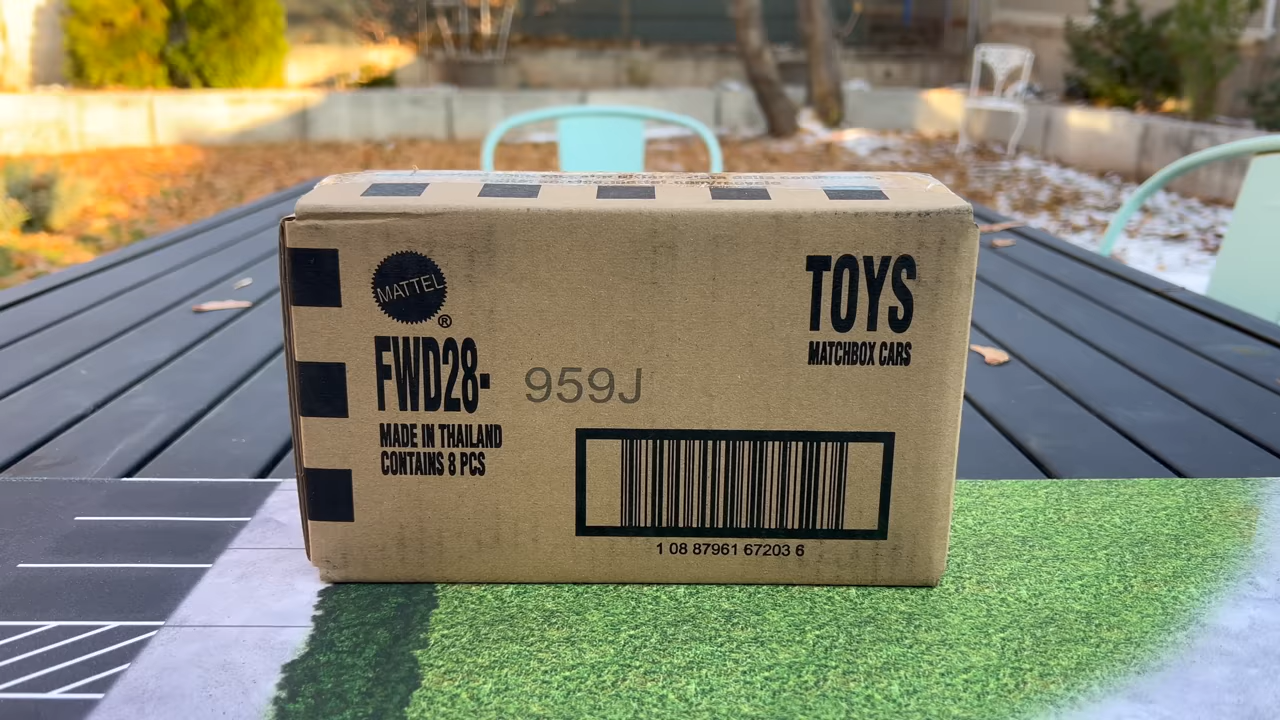 MATTEL
®
TOYS
MATCHBOX CARS
FWD28- 959J
MADE IN THAILAND
CONTAINS 8 PCS
1 08 87961 67203 6